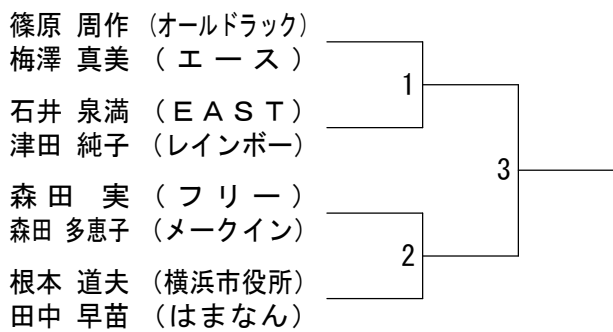 篠原 周作 (オールドラック)
梅澤 真美 (エース)
1
石井 泉満 (EAST)
津田 純子 (レインボー)
3
森田 実 (フリー)
森田 多恵子 (メークイン)
2
根本 道夫 (横浜市役所)
田中 早苗 (はまなん)